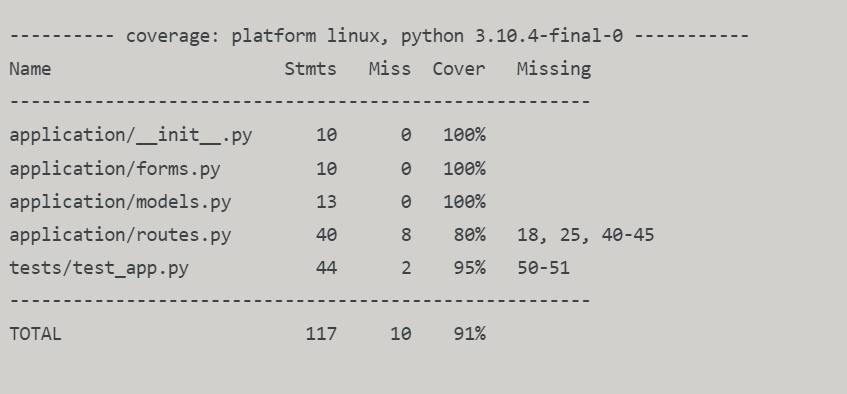 ---------- coverage: platform linux, python 3.10.4-final-0 -----------
Name                      Stmts   Miss  Cover   Missing
-------------------------------------------------------
application/__init__.py      10      0   100%
application/forms.py         10      0   100%
application/models.py        13      0   100%
application/routes.py        40      8    80%   18, 25, 40-45
tests/test_app.py            44      2    95%   50-51
-------------------------------------------------------
TOTAL                       117     10    91%